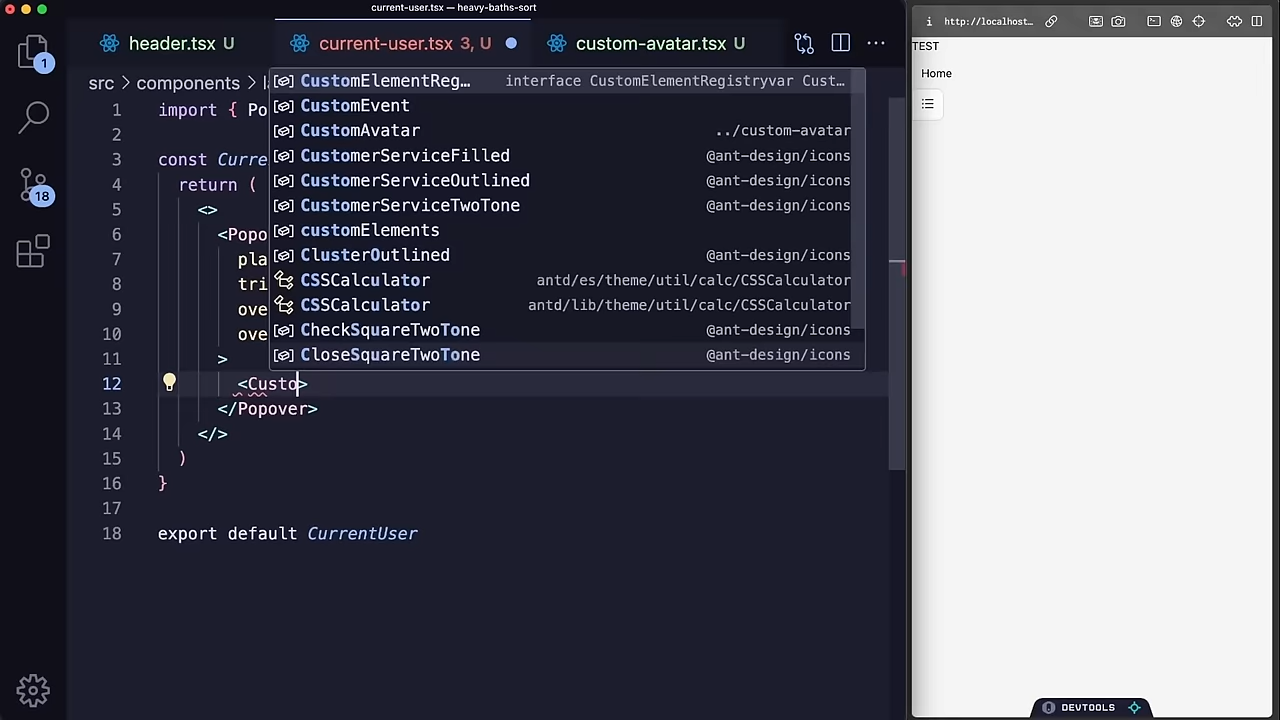 current-user.tsx — heavy-baths-sort
header.tsx U
current-user.tsx 3, U
custom-avatar.tsx U
http://localhost…
TEST
Home
1
18
src > components >
CustomElementReg… interface CustomElementRegistryvar Cust…
CustomEvent
CustomAvatar ../custom-avatar
CustomerServiceFilled @ant-design/icons
CustomerServiceOutlined @ant-design/icons
CustomerServiceTwoTone @ant-design/icons
customElements
ClusterOutlined @ant-design/icons
CSSCalculator antd/es/theme/util/calc/CSSCalculator
CSSCalculator antd/lib/theme/util/calc/CSSCalculator
CheckSquareTwoTone @ant-design/icons
CloseSquareTwoTone @ant-design/icons
1 import { Po
2
3 const Curre
4 return (
5 <>
6 <Popo
7 pla
8 tri
9 ove
10 ove
11 >
12 <Custo>
13 </Popover>
14 </>
15 )
16 }
17
18 export default CurrentUser
DEVTOOLS